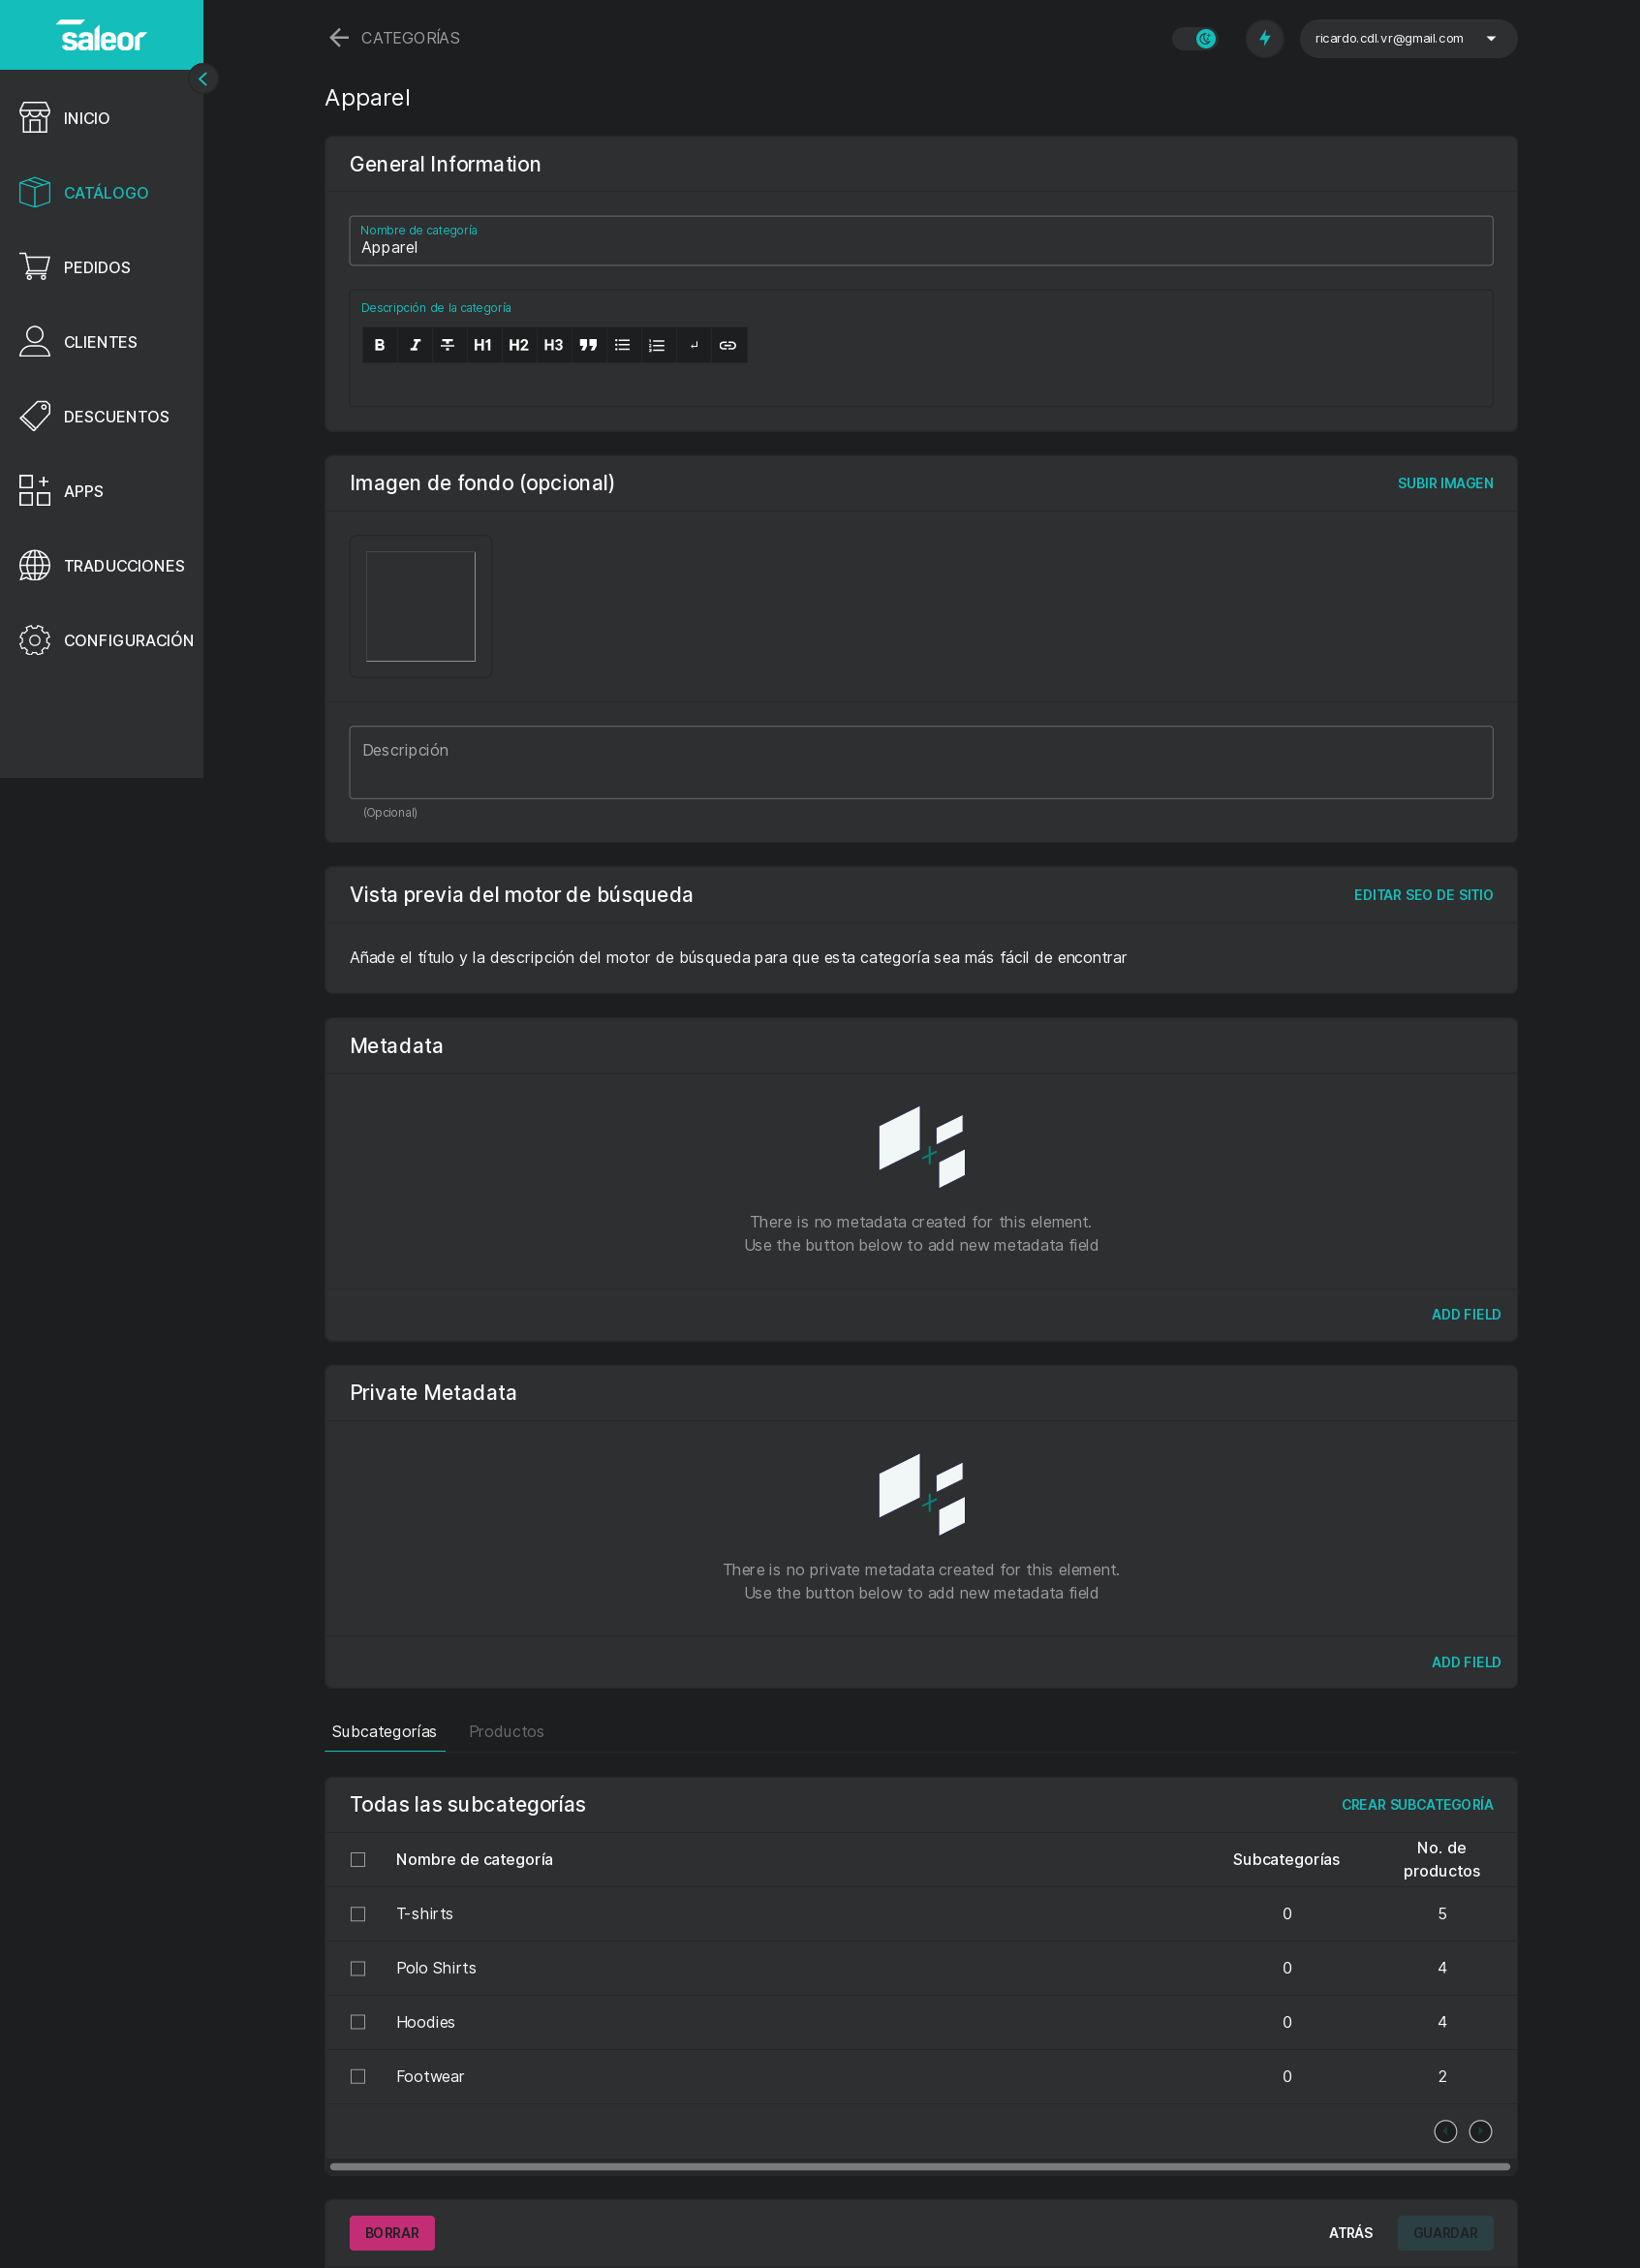 saleor
CATEGORÍAS
ricardo.cdl.vr@gmail.com
INICIO
CATÁLOGO
PEDIDOS
CLIENTES
DESCUENTOS
APPS
TRADUCCIONES
CONFIGURACIÓN
Apparel
General Information
Nombre de categoría
Apparel
Descripción de la categoría
B I T H1 H2 H3
Imagen de fondo (opcional)
SUBIR IMAGEN
Descripción
(Opcional)
Vista previa del motor de búsqueda
EDITAR SEO DE SITIO
Añade el título y la descripción del motor de búsqueda para que esta categoría sea más fácil de encontrar
Metadata
There is no metadata created for this element.
Use the button below to add new metadata field
ADD FIELD
Private Metadata
There is no private metadata created for this element.
Use the button below to add new metadata field
ADD FIELD
Subcategorías Productos
Todas las subcategorías
CREAR SUBCATEGORÍA
Nombre de categoría Subcategorías No. de
productos
T-shirts 0 5
Polo Shirts 0 4
Hoodies 0 4
Footwear 0 2
BORRAR ATRÁS GUARDAR